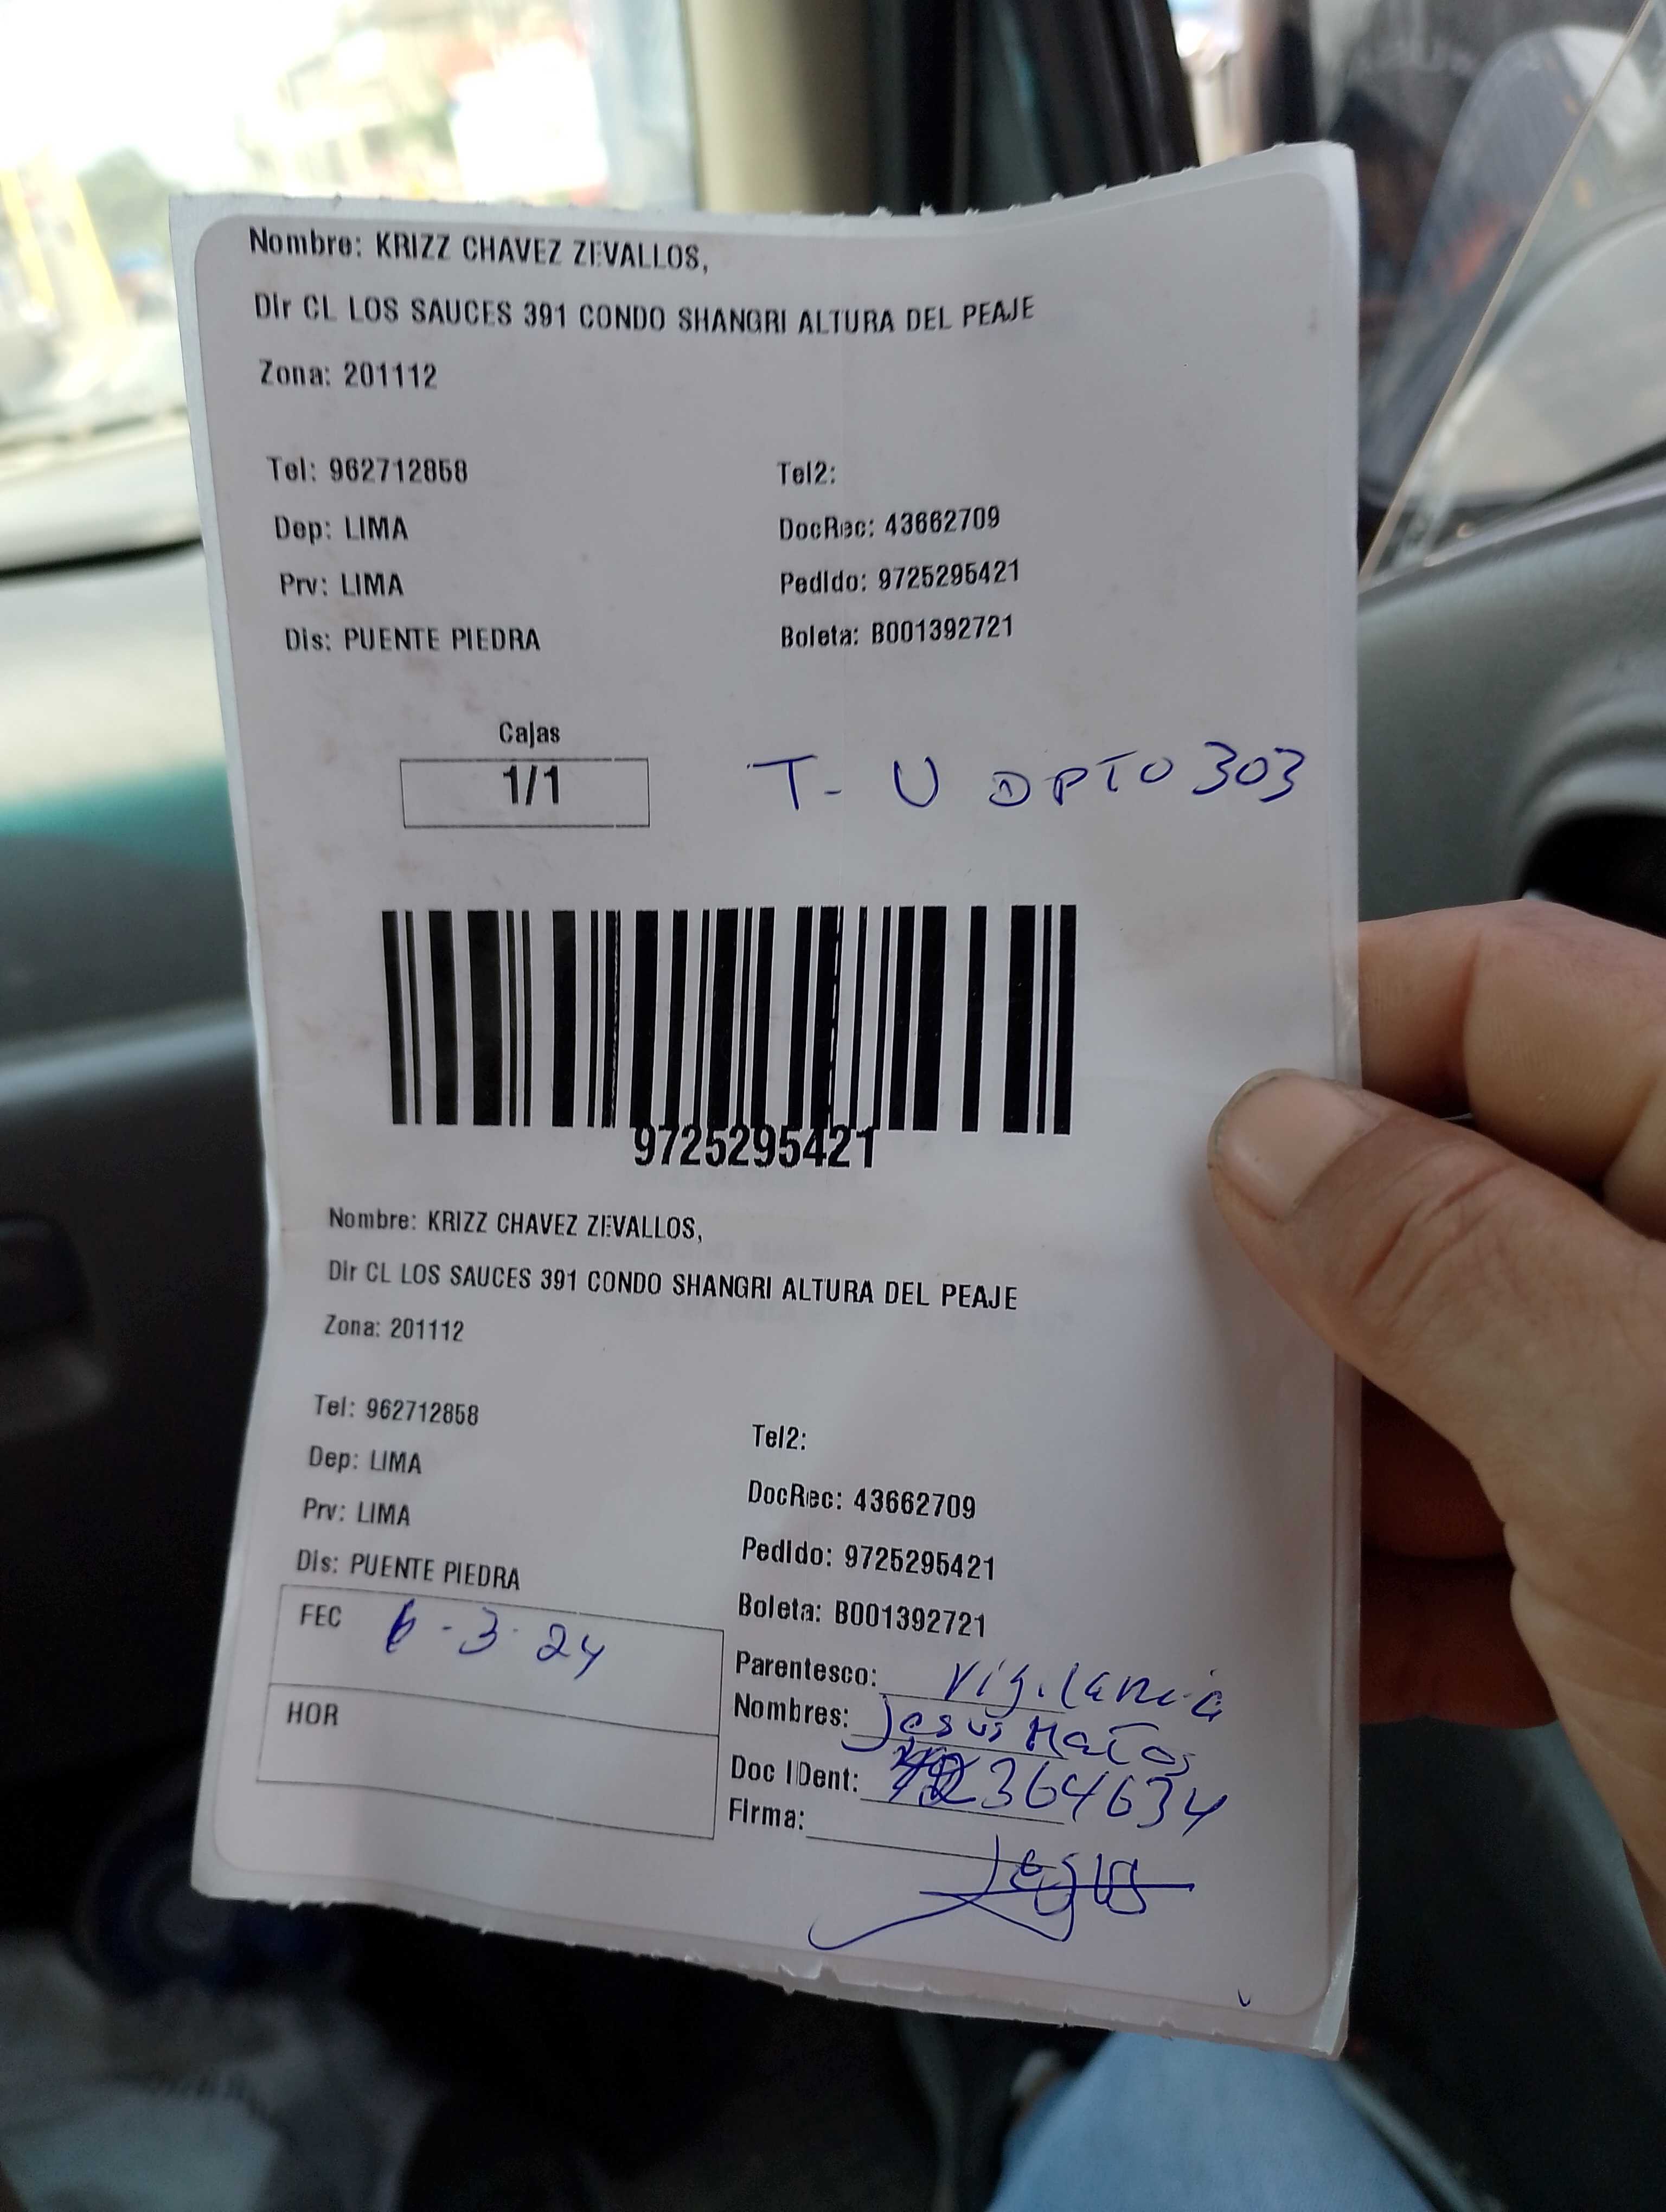 Nombre: KRIZZ CHAVEZ ZEVALLOS,
Dir CL LOS SAUCES 391 CONDO SHANGRI ALTURA DEL PEAJE
Zona: 201112
Tel: 962712858 Tel2:
Dep: LIMA DocRec: 43662709
Prv: LIMA Pedido: 9725295421
Dis: PUENTE PIEDRA Boleta: B001392721
Cajas
1/1 T- U DPTO 303
9725295421
Nombre: KRIZZ CHAVEZ ZEVALLOS,
Dir CL LOS SAUCES 391 CONDO SHANGRI ALTURA DEL PEAJE
Zona: 201112
Tel: 962712858 Tel2:
Dep: LIMA DocRec: 43662709
Prv: LIMA Pedido: 9725295421
Dis: PUENTE PIEDRA Boleta: B001392721
FEC 6-3-24 Parentesco: Vigilancia
HOR Nombres: Jesus Matos
Doc IDent:
Firma: Jesus